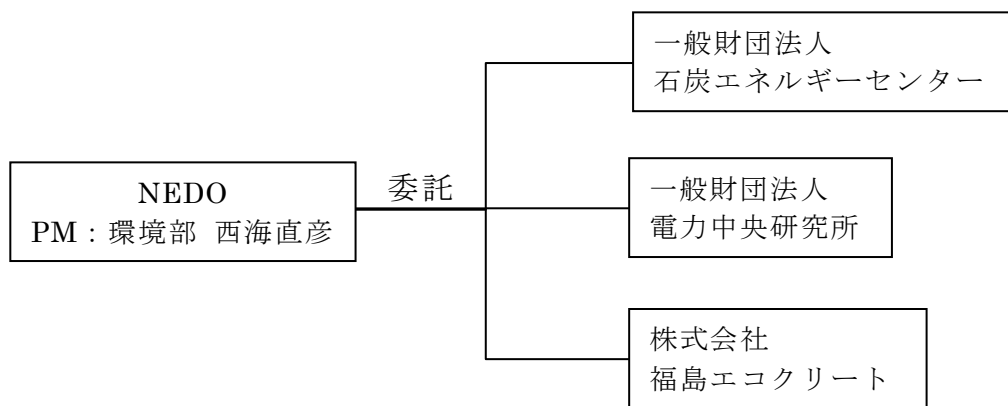 NEDO
PM：環境部 西海直彦
委託
一般財団法人
石炭エネルギーセンター
一般財団法人
電力中央研究所
株式会社
福島エコクリート